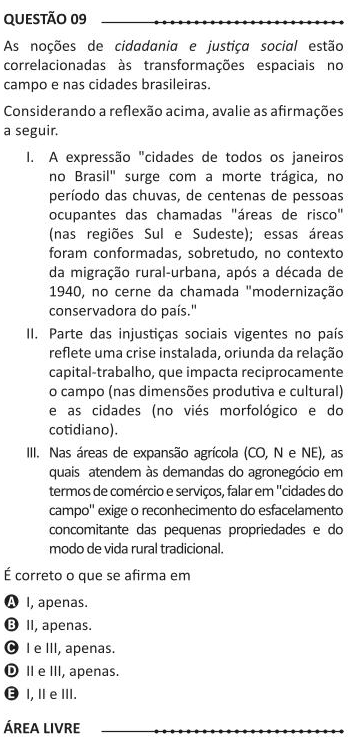 QUESTÃO 09
As noções de cidadania e justiça social estão
correlacionadas às transformações espaciais no
campo e nas cidades brasileiras.
Considerando a reflexão acima, avalie as afirmações
a seguir.
I. A expressão "cidades de todos os janeiros
no Brasil" surge com a morte trágica, no
período das chuvas, de centenas de pessoas
ocupantes das chamadas "áreas de risco"
(nas regiões Sul e Sudeste); essas áreas
foram conformadas, sobretudo, no contexto
da migração rural-urbana, após a década de
1940, no cerne da chamada "modernização
conservadora do país."
II. Parte das injustiças sociais vigentes no país
reflete uma crise instalada, oriunda da relação
capital-trabalho, que impacta reciprocamente
o campo (nas dimensões produtiva e cultural)
e as cidades (no viés morfológico e do
cotidiano).
III. Nas áreas de expansão agrícola (CO, N e NE), as
quais atendem às demandas do agronegócio em
termos de comércio e serviços, falar em "cidades do
campo" exige o reconhecimento do esfacelamento
concomitante das pequenas propriedades e do
modo de vida rural tradicional.
É correto o que se afirma em
A I, apenas.
B II, apenas.
C I e III, apenas.
D II e III, apenas.
E I, II e III.
ÁREA LIVRE